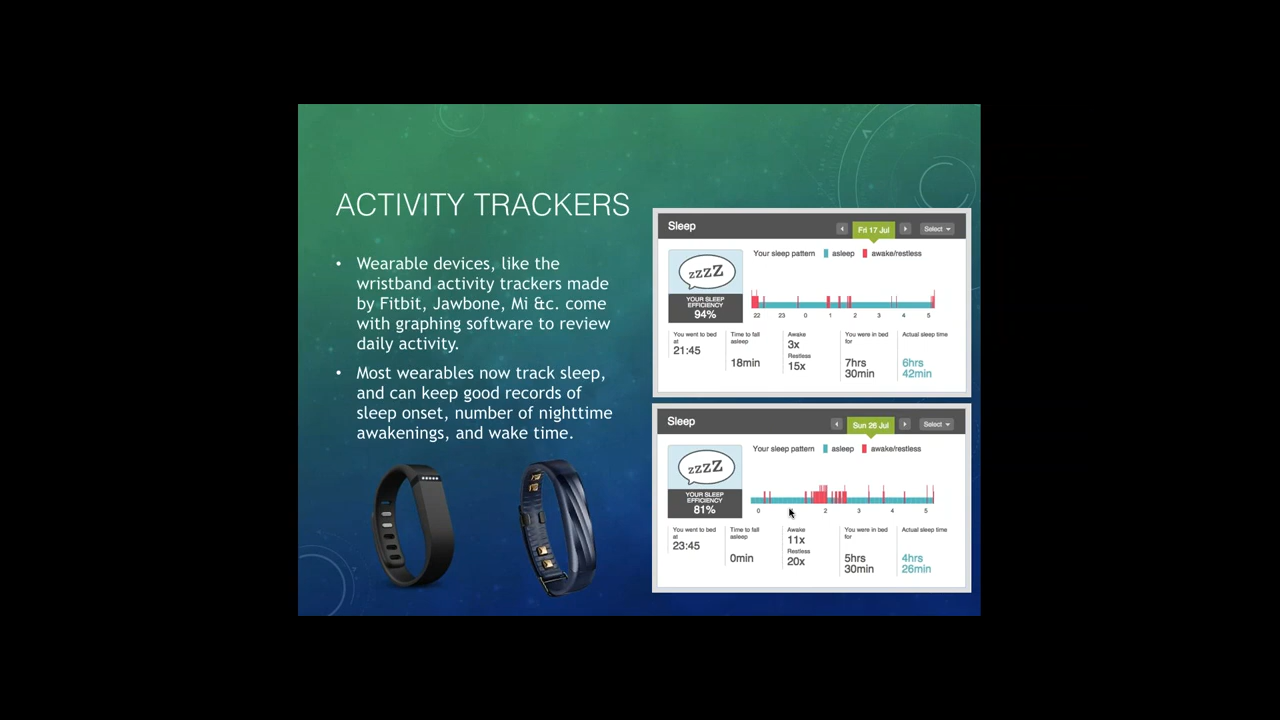 ACTIVITY TRACKERS
• Wearable devices, like the
wristband activity trackers made
by Fitbit, Jawbone, Mi &c. come
with graphing software to review
daily activity.
• Most wearables now track sleep,
and can keep good records of
sleep onset, number of nighttime
awakenings, and wake time.
Sleep
Fri 17 Jul
Select
zzzZ
YOUR SLEEP
EFFICIENCY
94%
Your sleep pattern asleep awake/restless
22 23 0 1 2 3 4 5
You went to bed
at
21:45
Time to fall
asleep
18min
Awake
3x
Restless
15x
You were in bed
for
7hrs
30min
Actual sleep time
6hrs
42min
Sleep
Sun 26 Jul
Select
zzzZ
YOUR SLEEP
EFFICIENCY
81%
Your sleep pattern asleep awake/restless
0 2 3 4 5
You went to bed
at
23:45
Time to fall
asleep
0min
Awake
11x
Restless
20x
You were in bed
for
5hrs
30min
Actual sleep time
4hrs
26min